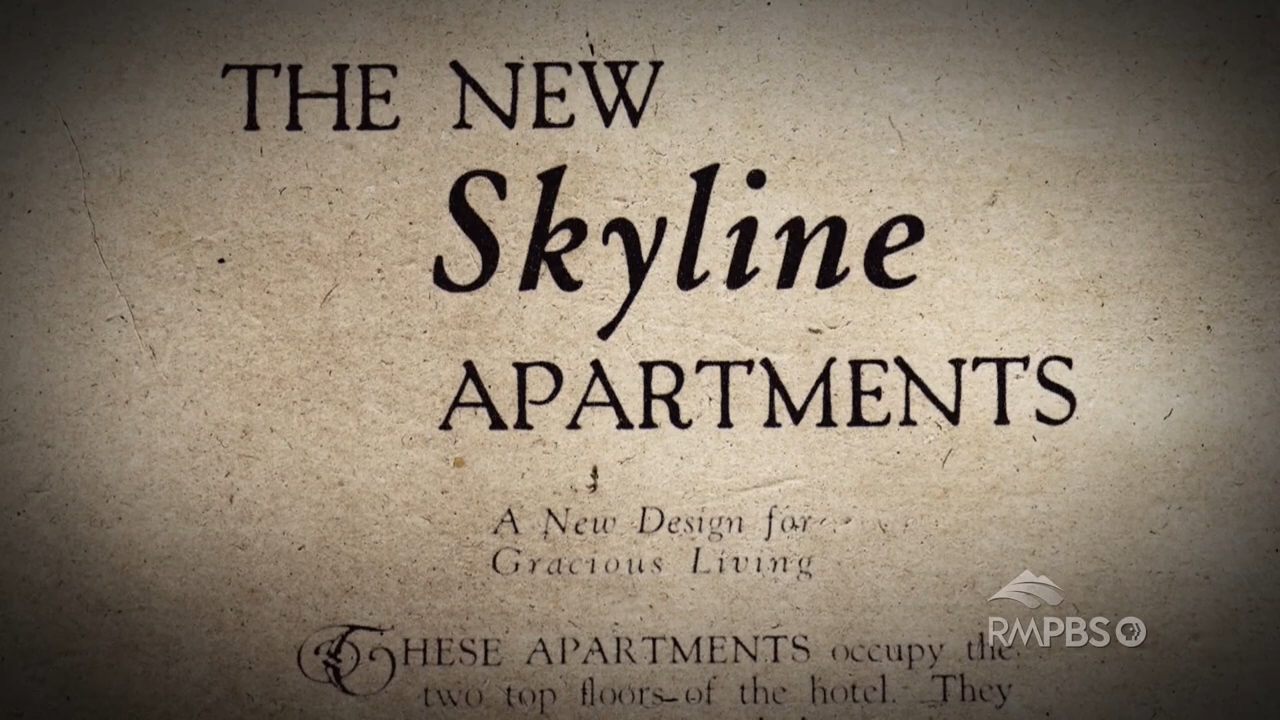 THE NEW
Skyline
APARTMENTS
A New Design for
Gracious Living
THESE APARTMENTS occupy the
two top floors of the hotel. They
RMPBS